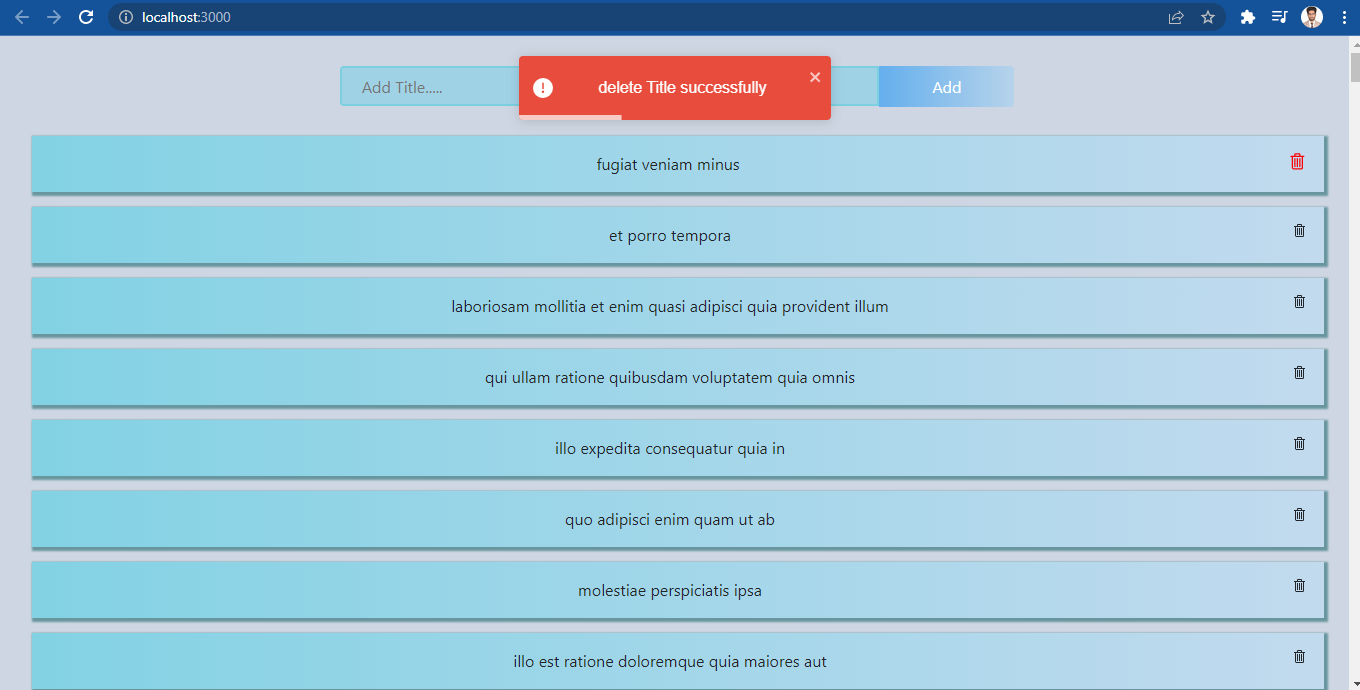 localhost:3000
Add Title.....
delete Title successfully
Add
fugiat veniam minus
et porro tempora
laboriosam mollitia et enim quasi adipisci quia provident illum
qui ullam ratione quibusdam voluptatem quia omnis
illo expedita consequatur quia in
quo adipisci enim quam ut ab
molestiae perspiciatis ipsa
illo est ratione doloremque quia maiores aut